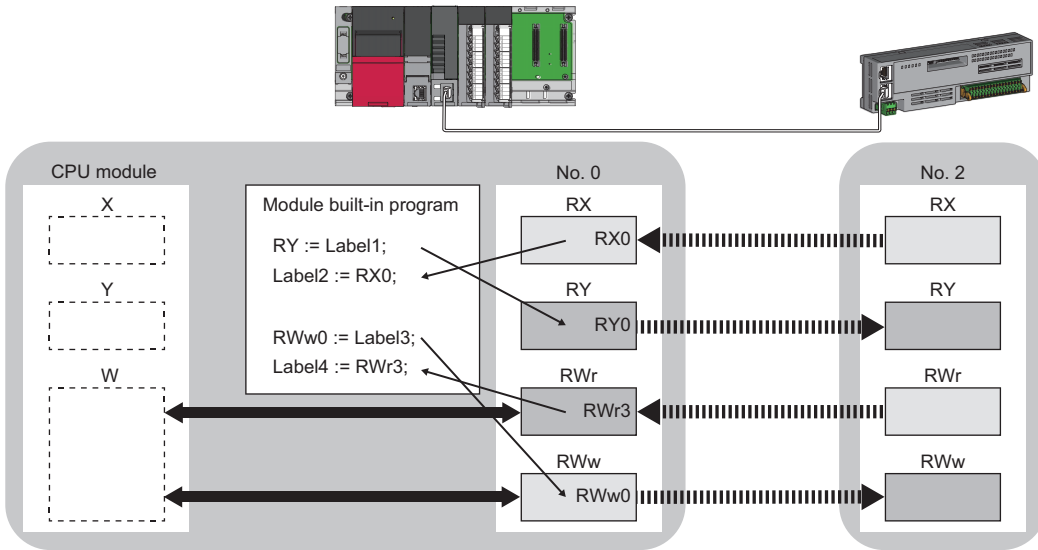 CPU module
No. 0
No. 2
X
Module built-in program
RX
RX
RY := Label1;
RX0
Label2 := RX0;
Y
RY
RY
RY0
RWw0 := Label3;
Label4 := RWr3;
W
RWr
RWr
RWr3
RWw
RWw
RWw0